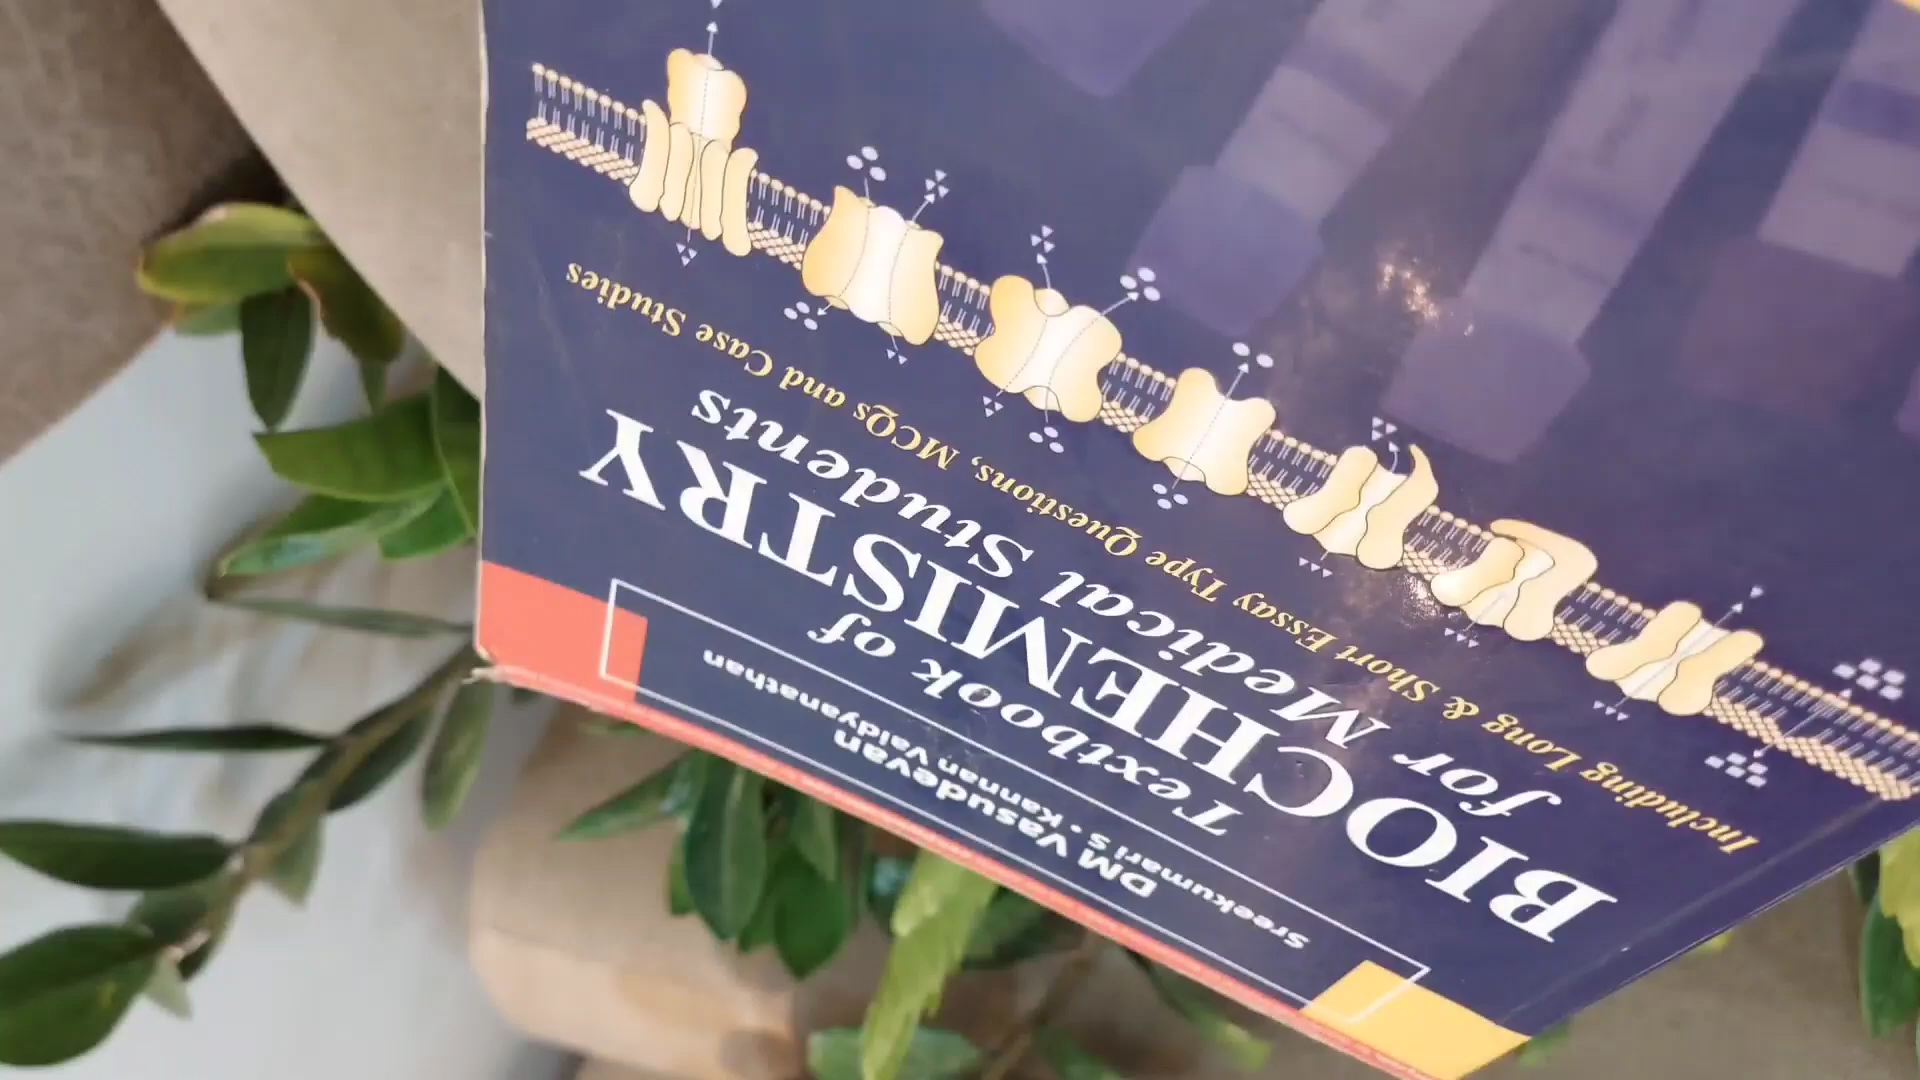 DM Vasudevan
Sreekumari S • Kannan Vaidyanathan
Textbook of
BIOCHEMISTRY
for Medical Students
Including Long & Short Essay Type Questions, MCQs and Case Studies